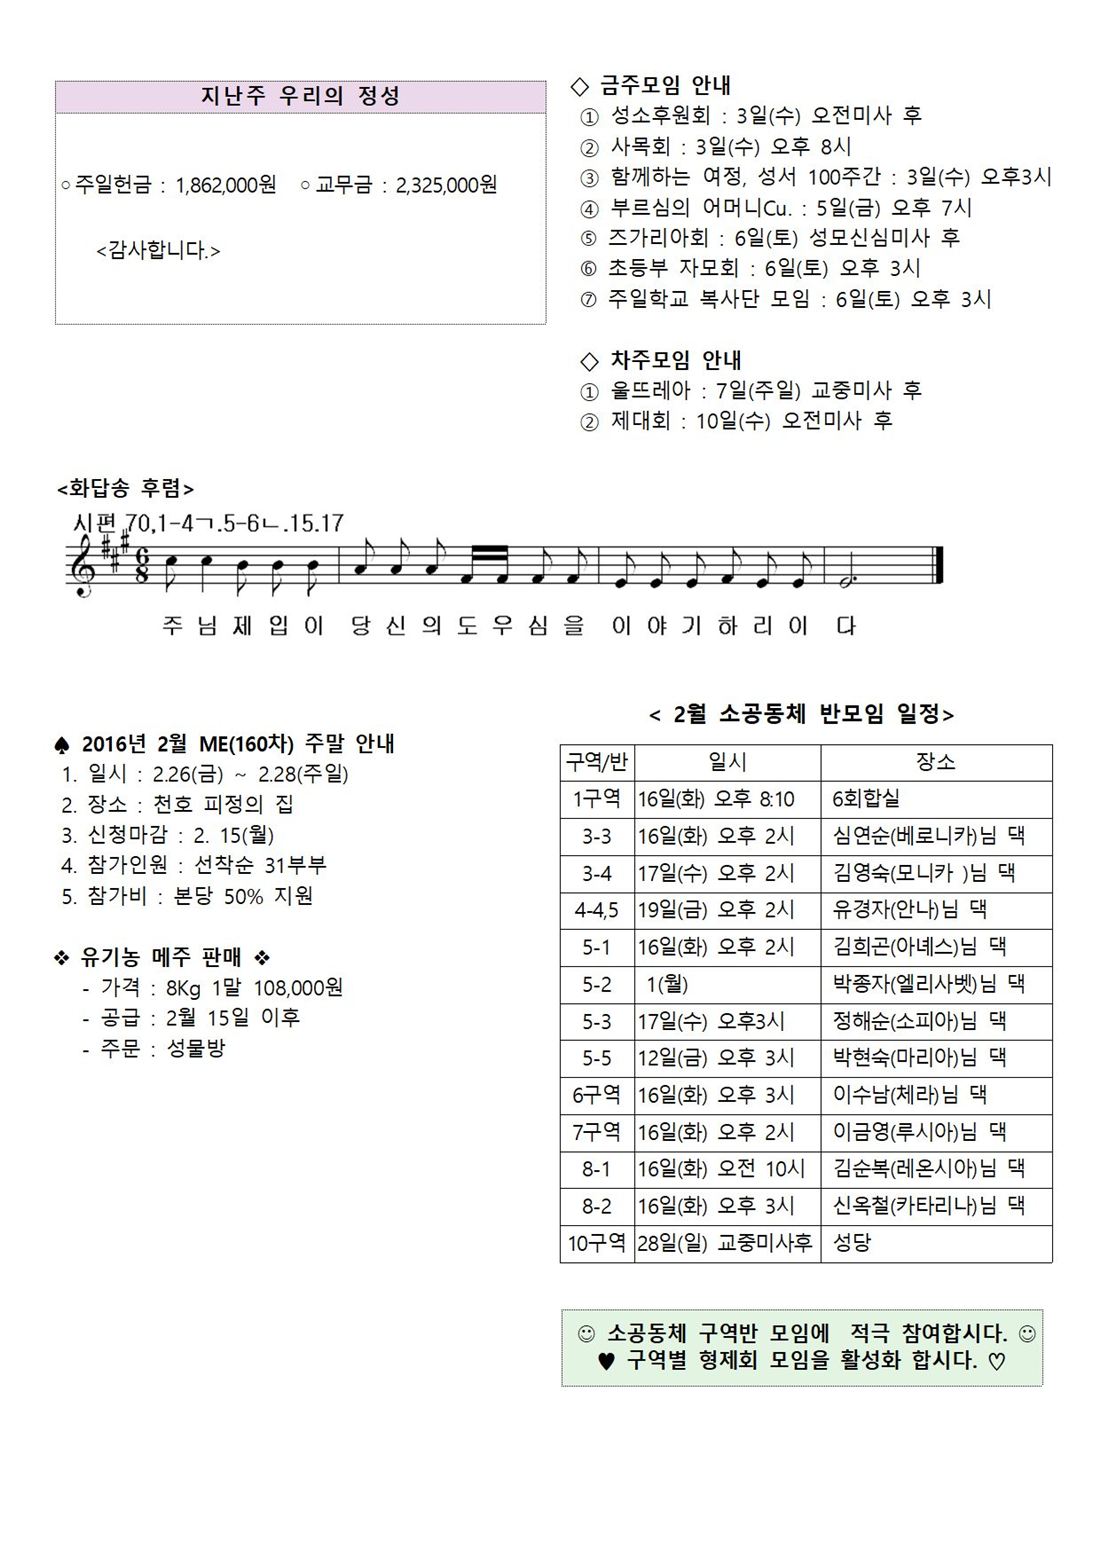 지난주 우리의 정성
○ 주일헌금 : 1,862,000원 ○ 교무금 : 2,325,000원
<감사합니다.>
◇ 금주모임 안내
① 성소후원회 : 3일(수) 오전미사 후
② 사목회 : 3일(수) 오후 8시
③ 함께하는 여정, 성서 100주간 : 3일(수) 오후3시
④ 부르심의 어머니Cu. : 5일(금) 오후 7시
⑤ 즈가리아회 : 6일(토) 성모신심미사 후
⑥ 초등부 자모회 : 6일(토) 오후 3시
⑦ 주일학교 복사단 모임 : 6일(토) 오후 3시
◇ 차주모임 안내
① 울뜨레아 : 7일(주일) 교중미사 후
② 제대회 : 10일(수) 오전미사 후
<화답송 후렴>
시편 70,1-4ㄱ.5-6ㄴ.15.17
6
8
주 님 제 입 이 당 신 의 도 우 심 을 이 야 기 하 리 이 다
♠ 2016년 2월 ME(160차) 주말 안내
1. 일시 : 2.26(금) ~ 2.28(주일)
2. 장소 : 천호 피정의 집
3. 신청마감 : 2. 15(월)
4. 참가인원 : 선착순 31부부
5. 참가비 : 본당 50% 지원
❖ 유기농 메주 판매 ❖
- 가격 : 8Kg 1말 108,000원
- 공급 : 2월 15일 이후
- 주문 : 성물방
< 2월 소공동체 반모임 일정>
구역/반 일시 장소
1구역 16일(화) 오후 8:10 6회합실
3-3 16일(화) 오후 2시 심연순(베로니카)님 댁
3-4 17일(수) 오후 2시 김영숙(모니카 )님 댁
4-4,5 19일(금) 오후 2시 유경자(안나)님 댁
5-1 16일(화) 오후 2시 김희곤(아녜스)님 댁
5-2 1(월) 박종자(엘리사벳)님 댁
5-3 17일(수) 오후3시 정해순(소피아)님 댁
5-5 12일(금) 오후 3시 박현숙(마리아)님 댁
6구역 16일(화) 오후 3시 이수남(체라)님 댁
7구역 16일(화) 오후 2시 이금영(루시아)님 댁
8-1 16일(화) 오전 10시 김순복(레온시아)님 댁
8-2 16일(화) 오후 3시 신옥철(카타리나)님 댁
10구역 28일(일) 교중미사후 성당
☺ 소공동체 구역반 모임에 적극 참여합시다. ☺
♥ 구역별 형제회 모임을 활성화 합시다. ♡